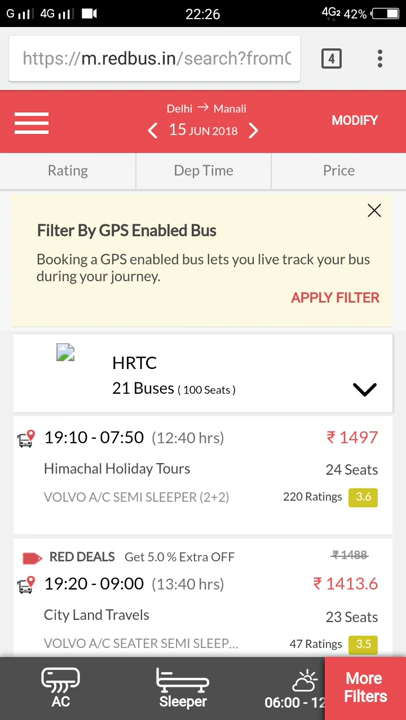 G 4G 22:26 4G2 42%
https://m.redbus.in/search?fromC 4
Delhi → Manali
15 JUN 2018
MODIFY
Rating Dep Time Price
Filter By GPS Enabled Bus
Booking a GPS enabled bus lets you live track your bus
during your journey.
APPLY FILTER
HRTC
21 Buses ( 100 Seats )
19:10 - 07:50 (12:40 hrs) ₹ 1497
Himachal Holiday Tours 24 Seats
VOLVO A/C SEMI SLEEPER (2+2) 220 Ratings 3.6
RED DEALS Get 5.0 % Extra OFF ₹ 1488
19:20 - 09:00 (13:40 hrs) ₹ 1413.6
City Land Travels 23 Seats
VOLVO A/C SEATER SEMI SLEEP... 47 Ratings 3.5
AC Sleeper 06:00 - 12 More
Filters